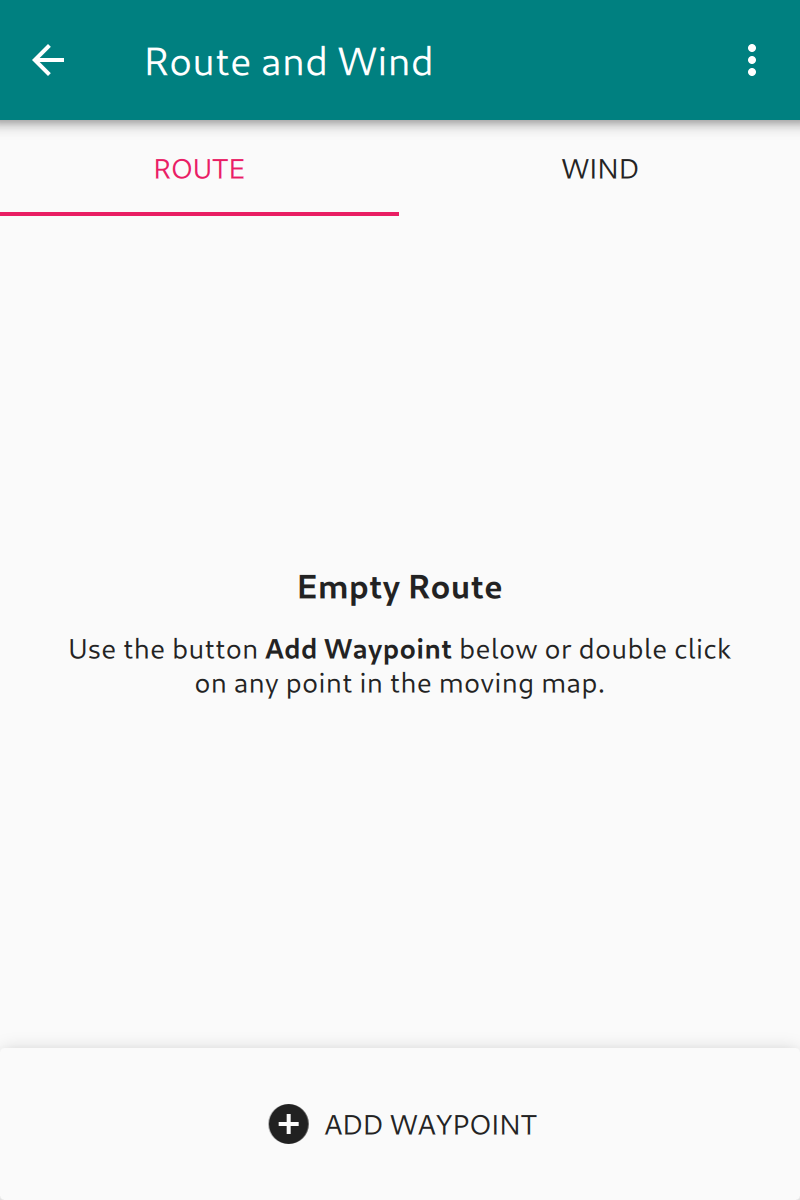 Route and Wind
ROUTE
WIND
Empty Route
Use the button Add Waypoint below or double click
on any point in the moving map.
ADD WAYPOINT